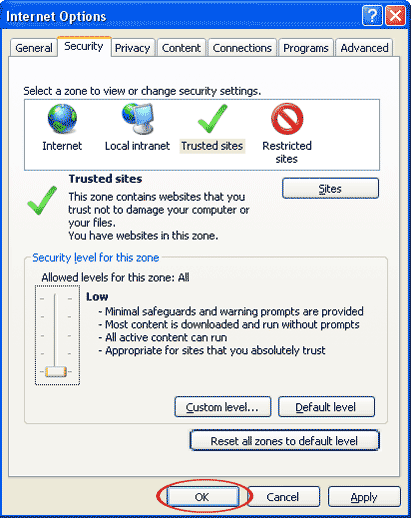 Internet Options
General Security Privacy Content Connections Programs Advanced
Select a zone to view or change security settings.
Internet Local intranet Trusted sites Restricted sites
Trusted sites
This zone contains websites that you
trust not to damage your computer or
your files.
You have websites in this zone.
Sites
Security level for this zone
Allowed levels for this zone: All
Low
- Minimal safeguards and warning prompts are provided
- Most content is downloaded and run without prompts
- All active content can run
- Appropriate for sites that you absolutely trust
Custom level... Default level
Reset all zones to default level
OK Cancel Apply